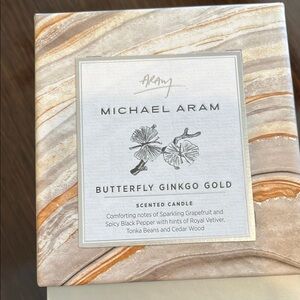 ARAM
MICHAEL ARAM
BUTTERFLY GINKGO GOLD
SCENTED CANDLE
Comforting notes of Sparkling Grapefruit and
Spicy Black Pepper with hints of Royal Vetiver,
Tonka Beans and Cedar Wood